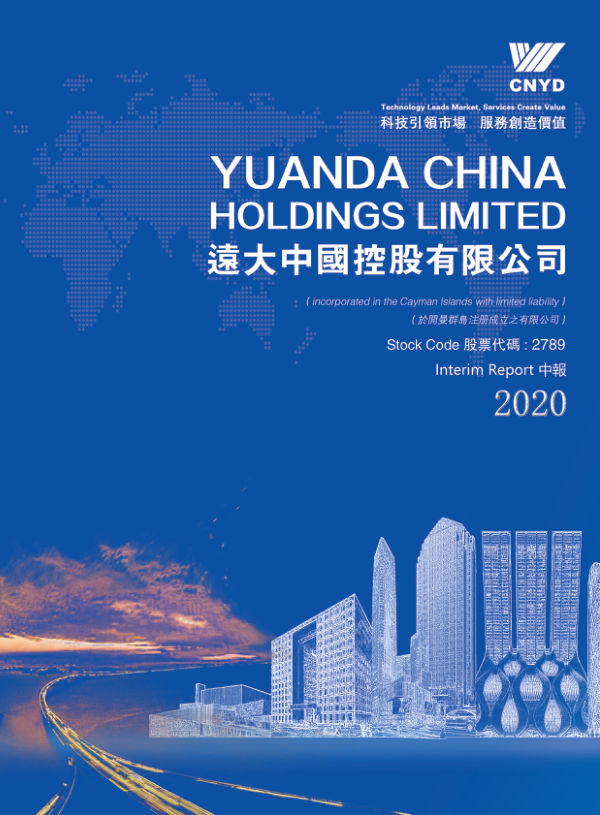 CNYD
Technology Leads Market, Services Create Value
科技引領市場 服務創造價值
YUANDA CHINA
HOLDINGS LIMITED
遠大中國控股有限公司
( incorporated in the Cayman Islands with limited liability )
( 於開曼群島注册成立之有限公司 )
Stock Code 股票代碼 : 2789
Interim Report 中報
2020